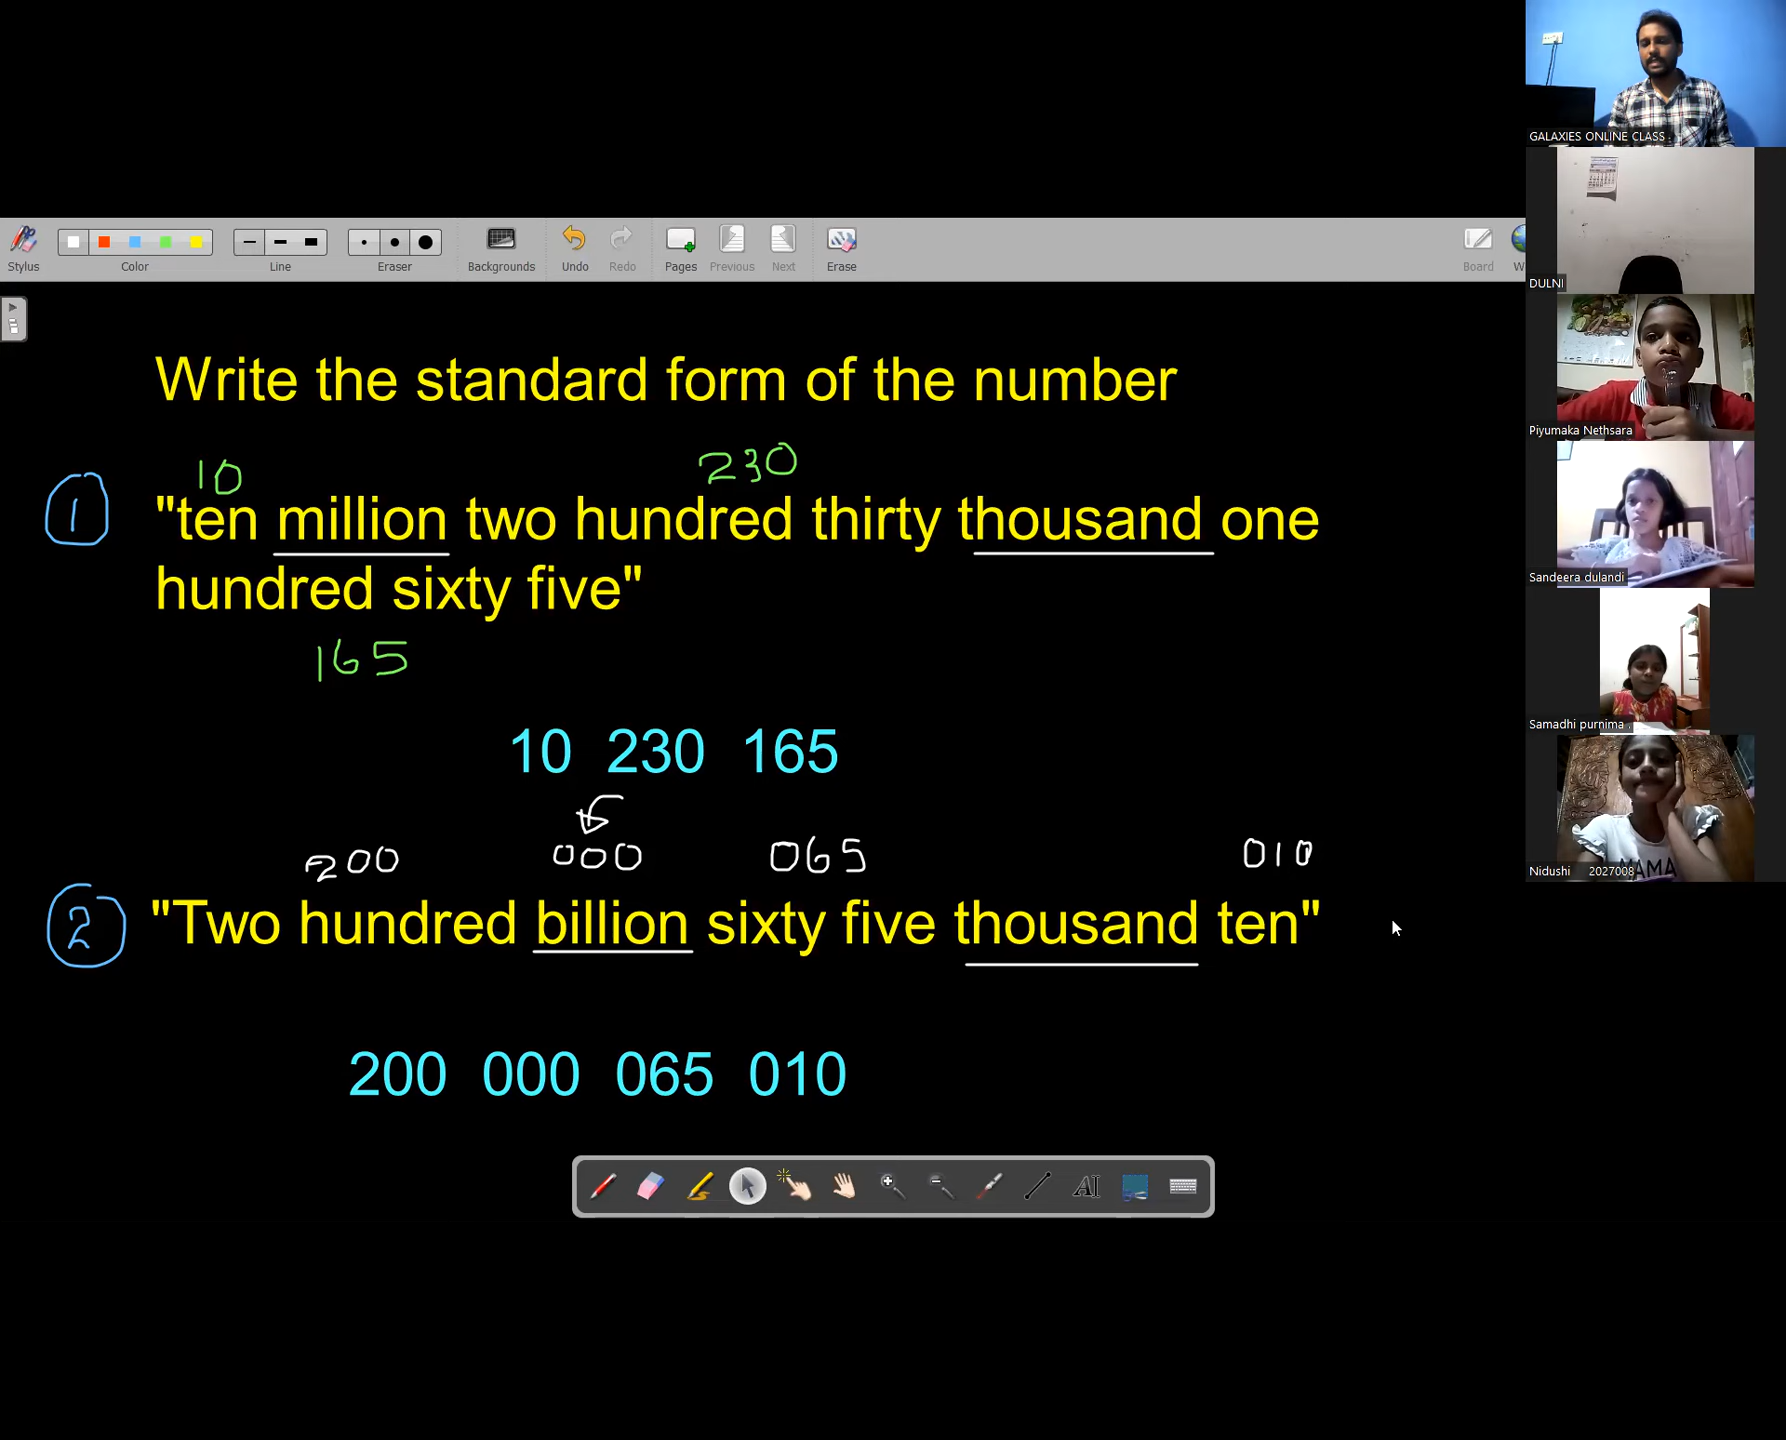 GALAXIES ONLINE CLASS
DULNI
Piyumaka Nethsara
Sandeera dulandi
Samadhi purnima
Nidushi 2027008
MAMA
Stylus
Color
Line
Eraser
Backgrounds
Undo
Redo
Pages
Previous
Next
Erase
Board
W
Write the standard form of the number
10 230
1 "ten million two hundred thirty thousand one
hundred sixty five"
165
10 230 165
200 000 065 010
2 "Two hundred billion sixty five thousand ten"
200 000 065 010
AI